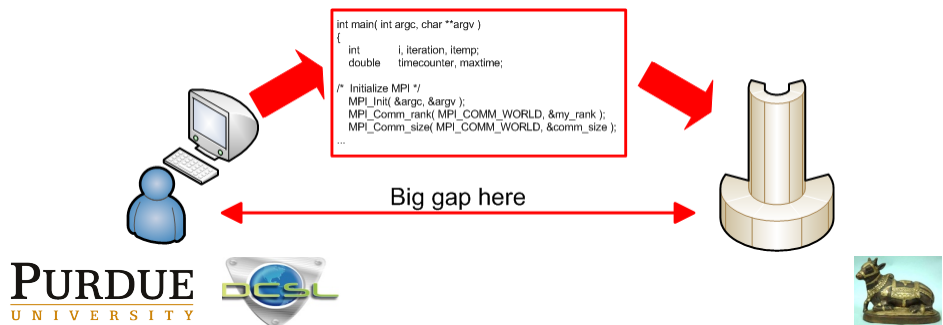 int main( int argc, char **argv )
{
int i, iteration, itemp;
double timecounter, maxtime;
/* Initialize MPI */
MPI_Init( &argc, &argv );
MPI_Comm_rank( MPI_COMM_WORLD, &my_rank );
MPI_Comm_size( MPI_COMM_WORLD, &comm_size );
...
Big gap here
PURDUE
UNIVERSITY
DCSL